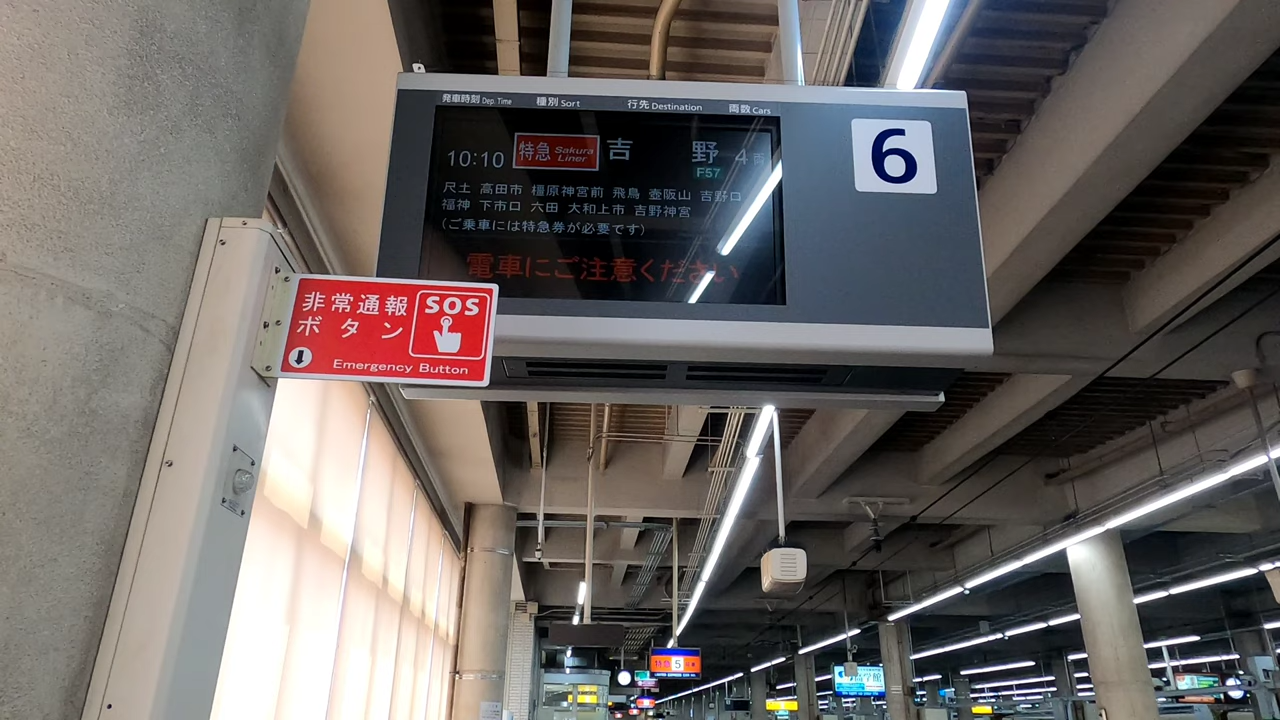 発車時刻 Dep. Time 種別 Sort 行先 Destination 両数 Cars
10:10 特急 Sakura Liner 吉野 4両
F57
尺土 高田市 橿原神宮前 飛鳥 壺阪山 吉野口
福神 下市口 六田 大和上市 吉野神宮
(ご乗車には特急券が必要です)
電車にご注意ください
6
非常通報
ボタン
SOS
Emergency Button
特急 5